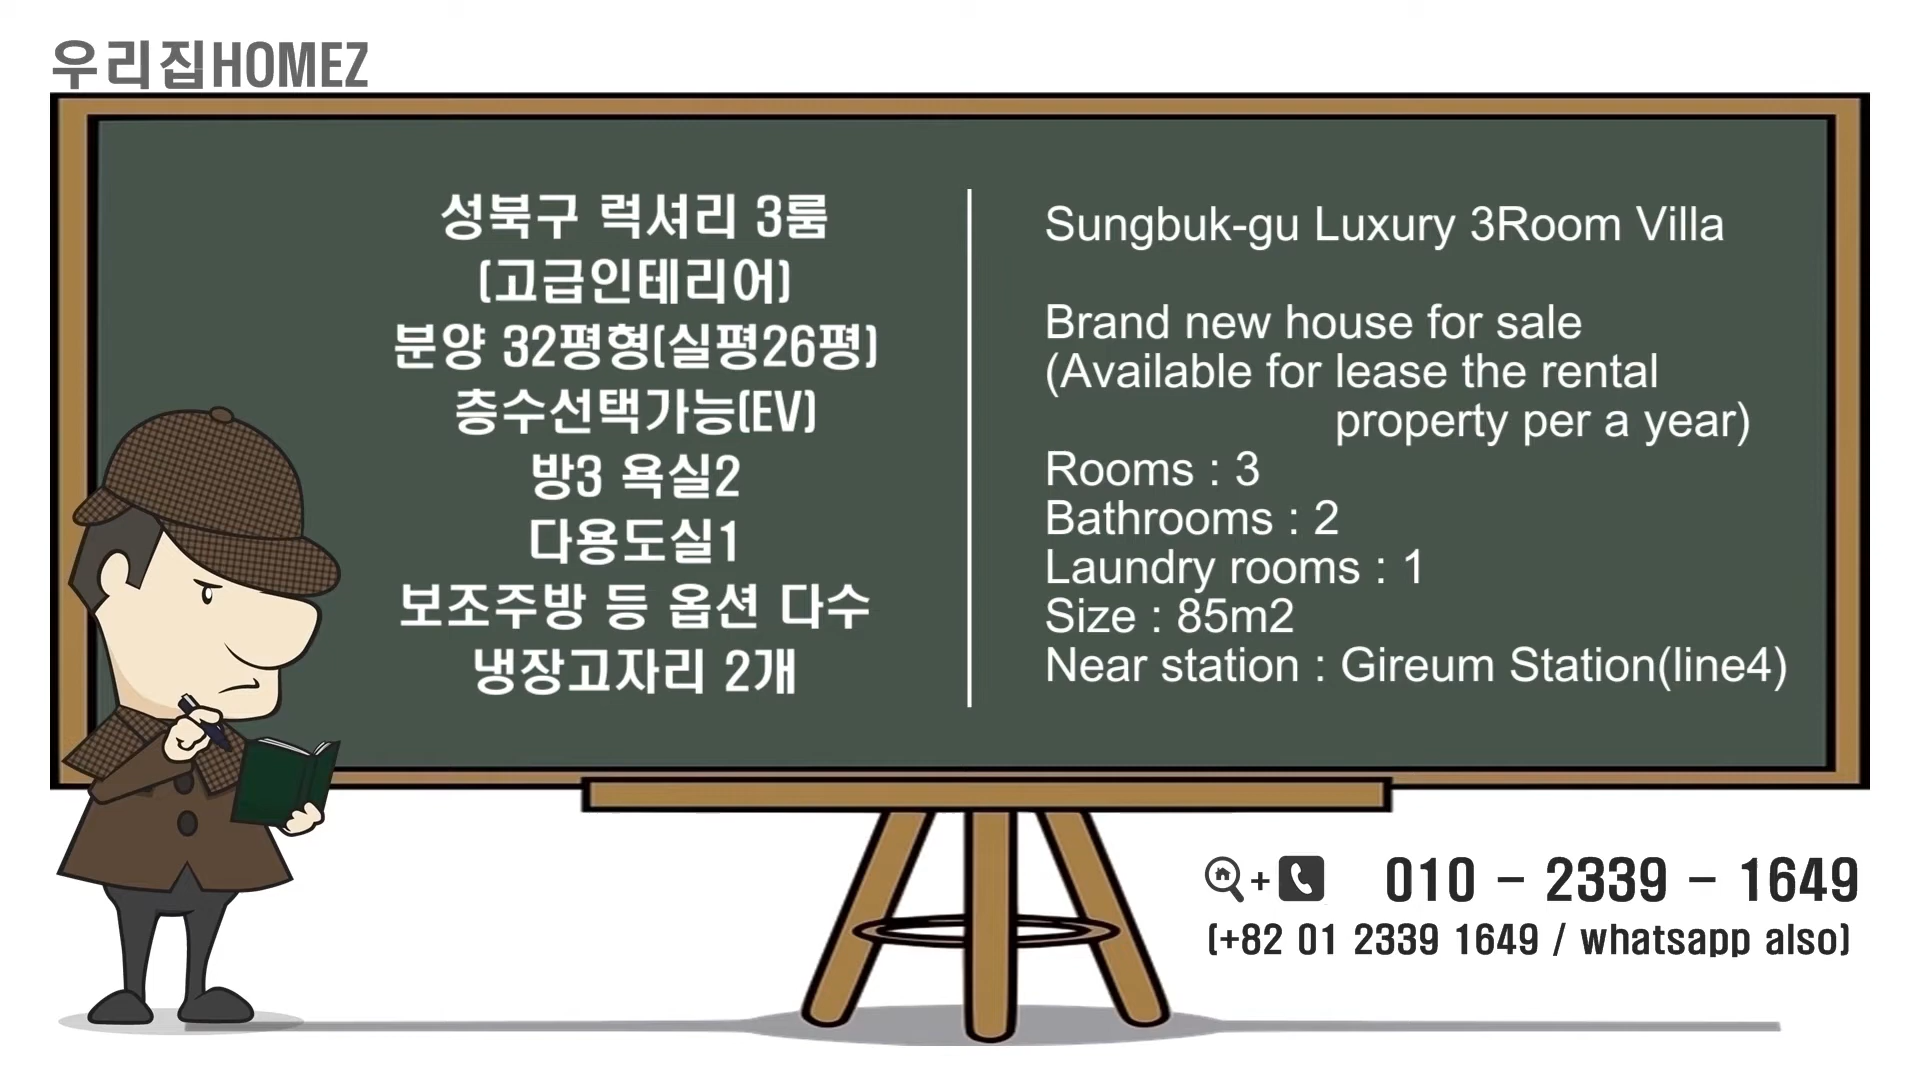 우리집HOMEZ
성북구 럭셔리 3룸
(고급인테리어)
분양 32평형(실평26평)
층수선택가능(EV)
방3 욕실2
다용도실1
보조주방 등 옵션 다수
냉장고자리 2개
Sungbuk-gu Luxury 3Room Villa
Brand new house for sale
(Available for lease the rental
property per a year)
Rooms : 3
Bathrooms : 2
Laundry rooms : 1
Size : 85m2
Near station : Gireum Station(line4)
+ 010 - 2339 - 1649
(+82 01 2339 1649 / whatsapp also)